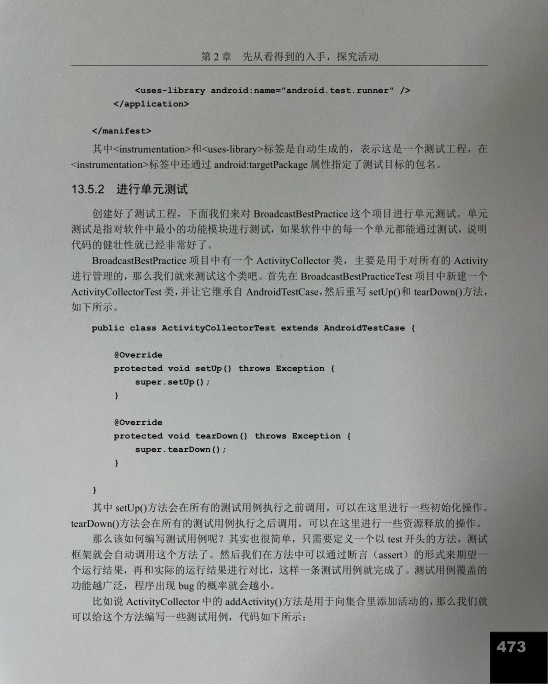 第 2 章 先从看得到的入手，探究活动
<uses-library android:name="android.test.runner" />
</application>
</manifest>
其中<instrumentation>和<uses-library>标签是自动生成的，表示这是一个测试工程，在
<instrumentation>标签中还通过 android:targetPackage 属性指定了测试目标的包名。
13.5.2 进行单元测试
创建好了测试工程，下面我们来对 BroadcastBestPractice 这个项目进行单元测试。单元
测试是指对软件中最小的功能模块进行测试，如果软件中的每一个单元都能通过测试，说明
代码的健壮性就已经非常好了。
BroadcastBestPractice 项目中有一个 ActivityCollector 类，主要是用于对所有的 Activity
进行管理的，那么我们就来测试这个类吧。首先在 BroadcastBestPracticeTest 项目中新建一个
ActivityCollectorTest 类，并让它继承自 AndroidTestCase，然后重写 setUp()和 tearDown()方法，
如下所示。
public class ActivityCollectorTest extends AndroidTestCase {
@Override
protected void setUp() throws Exception {
super.setUp();
}
@Override
protected void tearDown() throws Exception {
super.tearDown();
}
}
其中 setUp()方法会在所有的测试用例执行之前调用，可以在这里进行一些初始化操作。
tearDown()方法会在所有的测试用例执行之后调用，可以在这里进行一些资源释放的操作。
那么该如何编写测试用例呢？其实也很简单，只需要定义一个以 test 开头的方法，测试
框架就会自动调用这个方法了。然后我们在方法中可以通过断言（assert）的形式来期望一
个运行结果，再和实际的运行结果进行对比，这样一条测试用例就完成了。测试用例覆盖的
功能越广泛，程序出现 bug 的概率就会越小。
比如说 ActivityCollector 中的 addActivity()方法是用于向集合里添加活动的，那么我们就
可以给这个方法编写一些测试用例，代码如下所示：
473